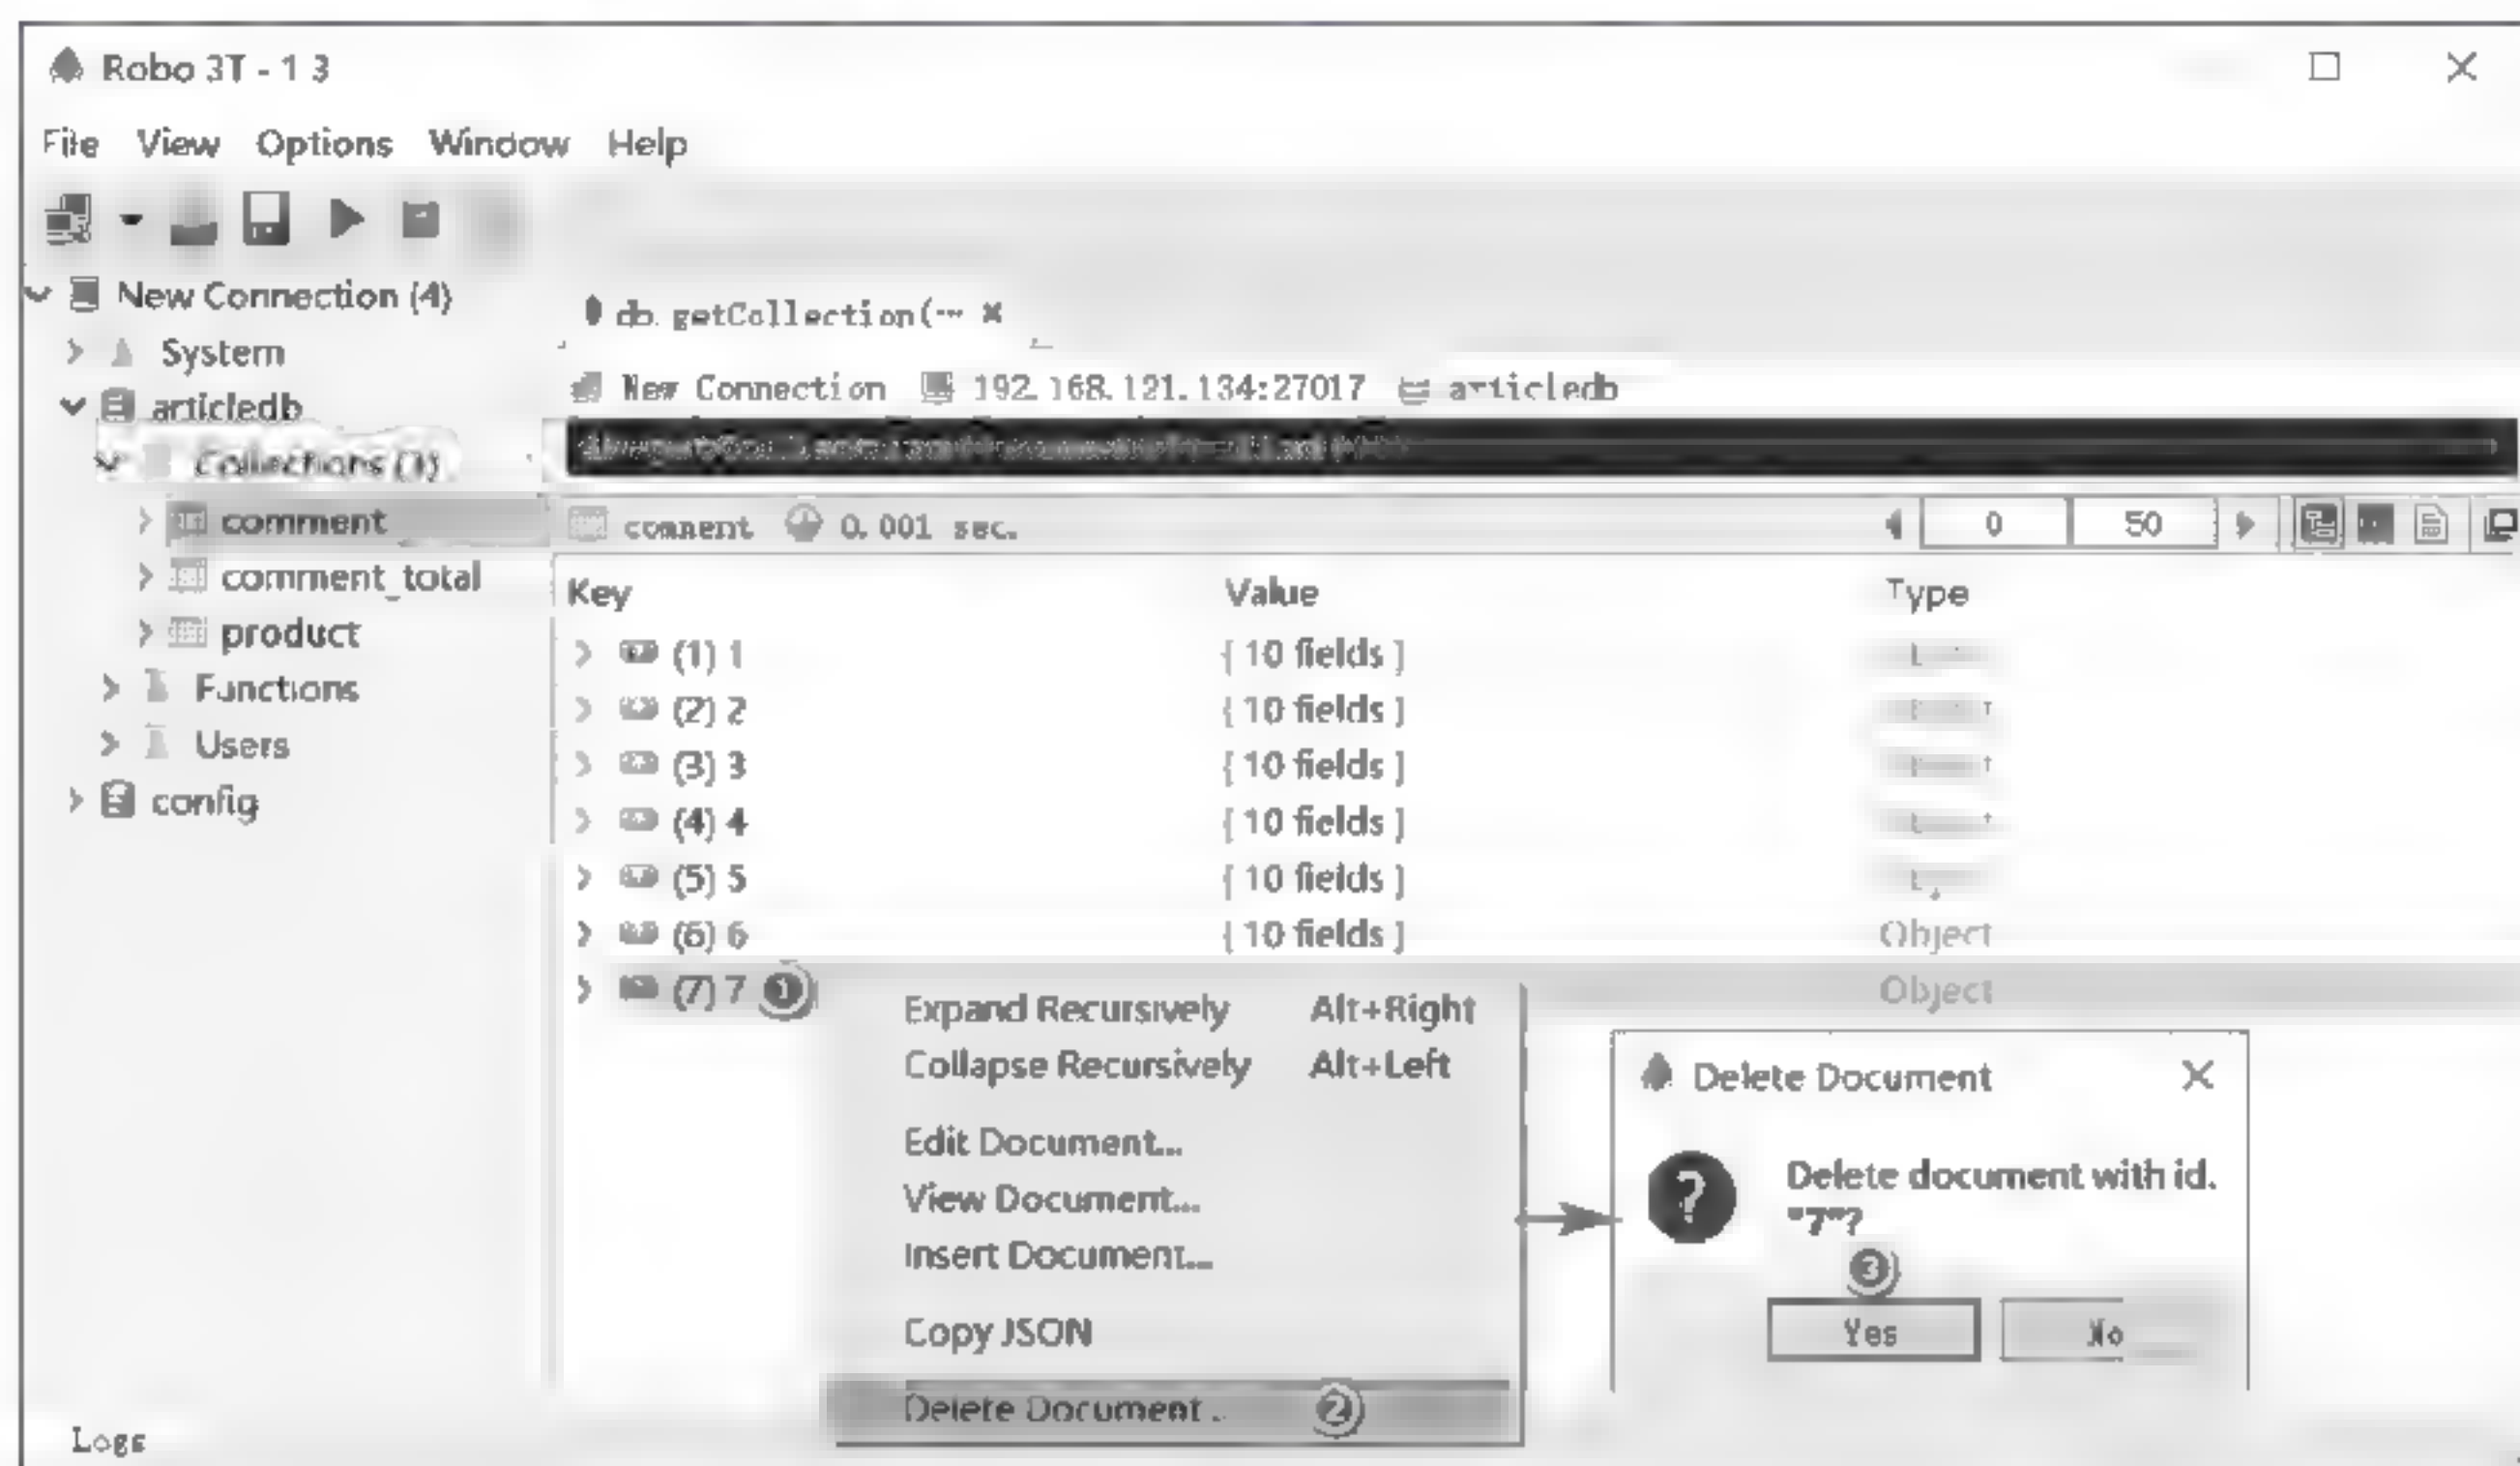 Robo 3T - 1 3
File View Options Window Help
New Connection (4)
System
articledb
Collections (3)
comment
comment_total
product
Functions
Users
config
Logs
db.getCollection(… ×
New Connection 192.168.121.134:27017 articledb
comment 0.001 sec. 0 50
Key Value Type
(1) 1 { 10 fields }
(2) 2 { 10 fields }
(3) 3 { 10 fields }
(4) 4 { 10 fields }
(5) 5 { 10 fields }
(6) 6 { 10 fields } Object
(7) 7 ① Object
Expand Recursively Alt+Right
Collapse Recursively Alt+Left
Edit Document...
View Document...
Insert Document...
Copy JSON
Delete Document.. ②
Delete Document
Delete document with id.
"7"?
③
Yes No